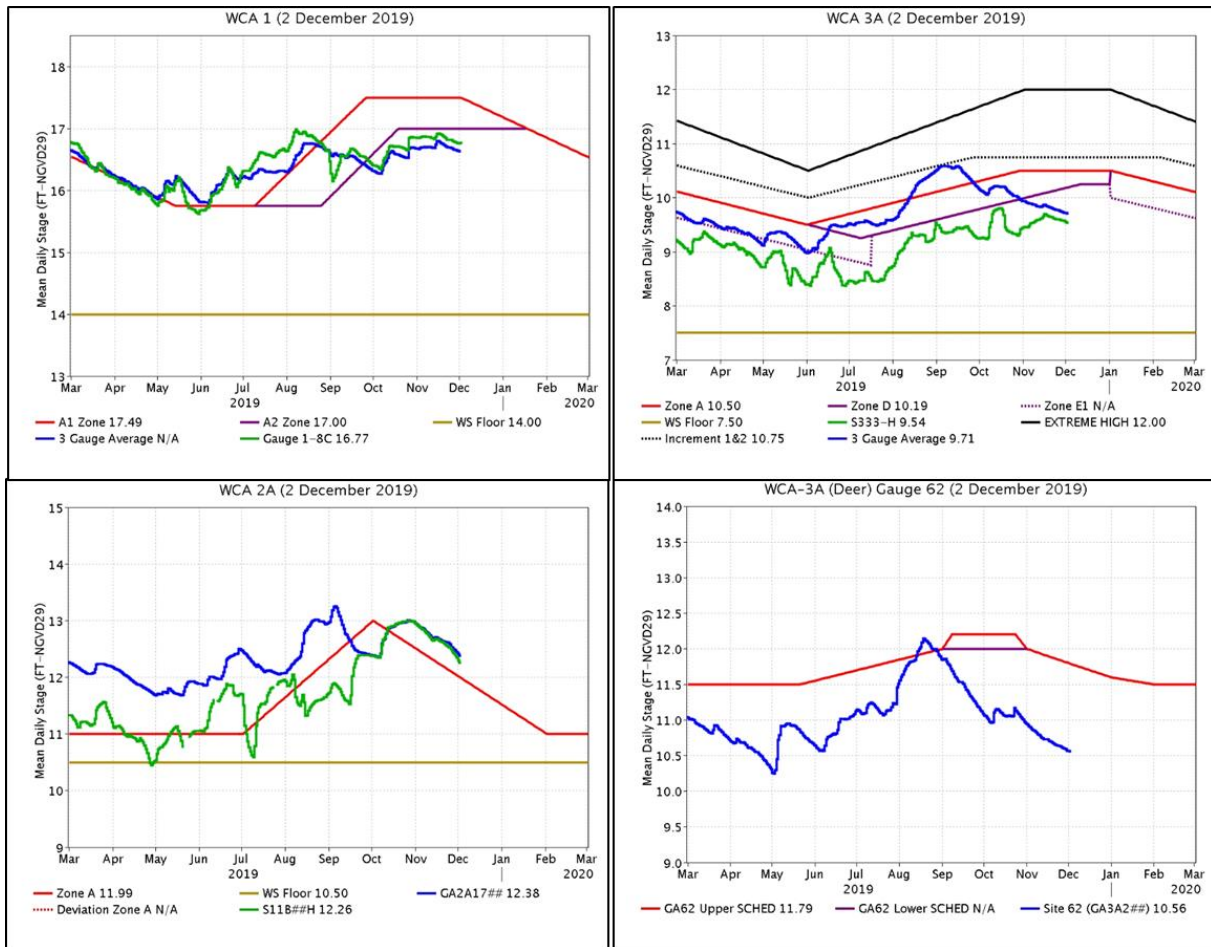 WCA 1 (2 December 2019)
Mean Daily Stage (FT-NGVD29)
18
17
16
15
14
13
Mar Apr May Jun Jul Aug Sep Oct Nov Dec Jan Feb Mar
2019 2020
A1 Zone 17.49 A2 Zone 17.00 WS Floor 14.00
3 Gauge Average N/A Gauge 1-8C 16.77
WCA 3A (2 December 2019)
Mean Daily Stage (FT-NGVD29)
13
12
11
10
9
8
7
Mar Apr May Jun Jul Aug Sep Oct Nov Dec Jan Feb Mar
2019 2020
Zone A 10.50 Zone D 10.19 Zone E1 N/A
WS Floor 7.50 S333-H 9.54 EXTREME HIGH 12.00
Increment 1&2 10.75 3 Gauge Average 9.71
WCA 2A (2 December 2019)
Mean Daily Stage (FT-NGVD29)
15
14
13
12
11
10
9
Mar Apr May Jun Jul Aug Sep Oct Nov Dec Jan Feb Mar
2019 2020
Zone A 11.99 WS Floor 10.50 GA2A17## 12.38
Deviation Zone A N/A S11B##H 12.26
WCA-3A (Deer) Gauge 62 (2 December 2019)
Mean Daily Stage (FT-NGVD29)
14.0
13.5
13.0
12.5
12.0
11.5
11.0
10.5
10.0
9.5
9.0
Mar Apr May Jun Jul Aug Sep Oct Nov Dec Jan Feb Mar
2019 2020
GA62 Upper SCHED 11.79 GA62 Lower SCHED N/A Site 62 (GA3A2##) 10.56